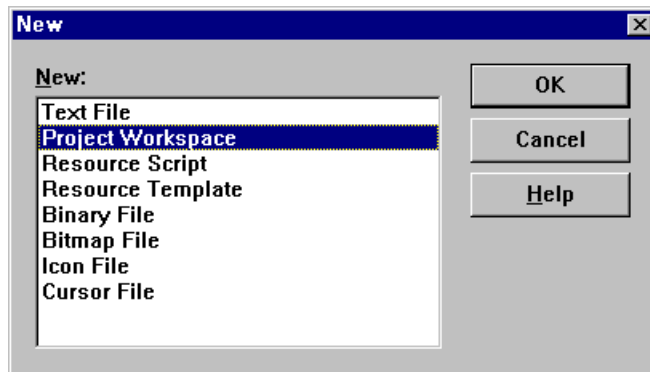 New
New:
Text File
Project Workspace
Resource Script
Resource Template
Binary File
Bitmap File
Icon File
Cursor File
OK
Cancel
Help